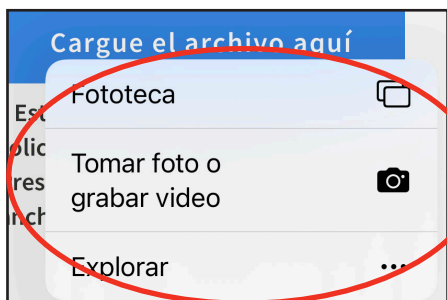 Cargue el archivo aquí
Fototeca
Tomar foto o
grabar video
Explorar